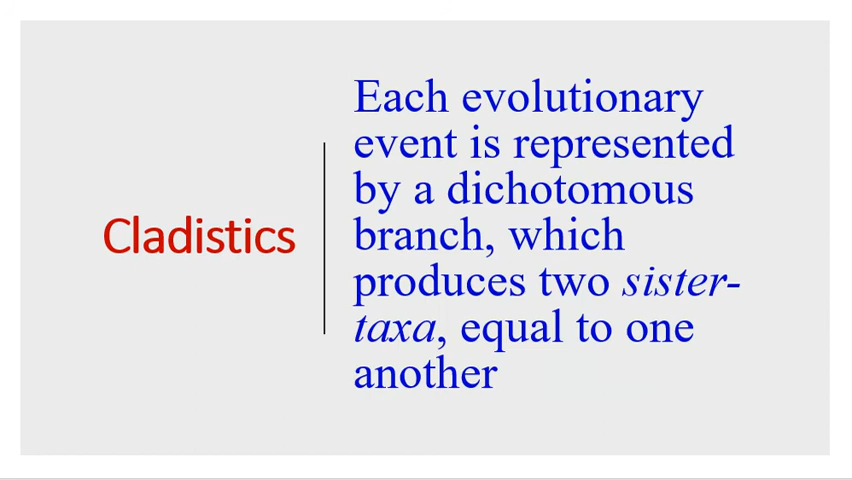 Cladistics
Each evolutionary
event is represented
by a dichotomous
branch, which
produces two sister-
taxa, equal to one
another